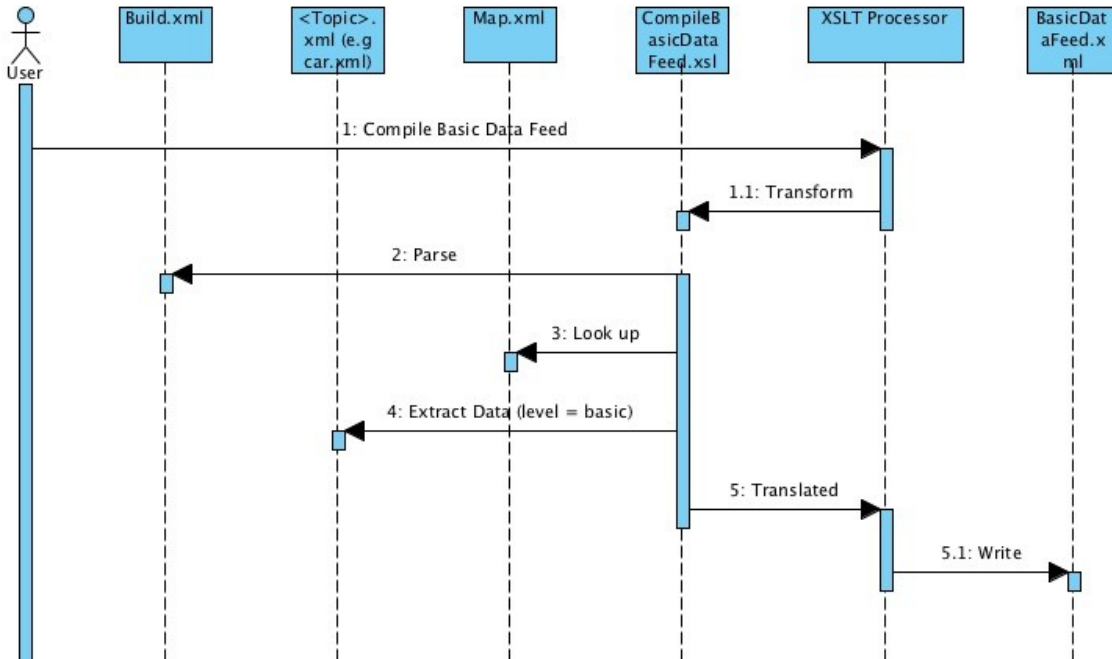 User
Build.xml
<Topic>.
xml (e.g
car.xml)
Map.xml
CompileB
asicData
Feed.xsl
XSLT Processor
BasicDat
aFeed.x
ml
1: Compile Basic Data Feed
1.1: Transform
2: Parse
3: Look up
4: Extract Data (level = basic)
5: Translated
5.1: Write